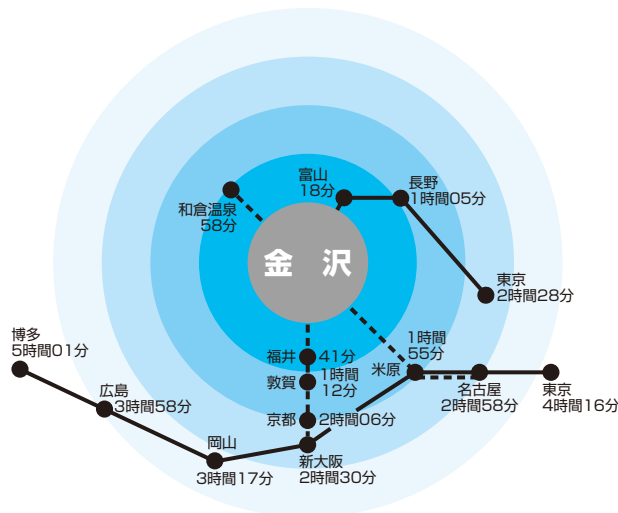 富山
18分
長野
1時間05分
和倉温泉
58分
金 沢
東京
2時間28分
博多
5時間01分
福井
41分
1時間
55分
米原
敦賀
1時間
12分
広島
3時間58分
京都
2時間06分
名古屋
2時間58分
東京
4時間16分
岡山
3時間17分
新大阪
2時間30分